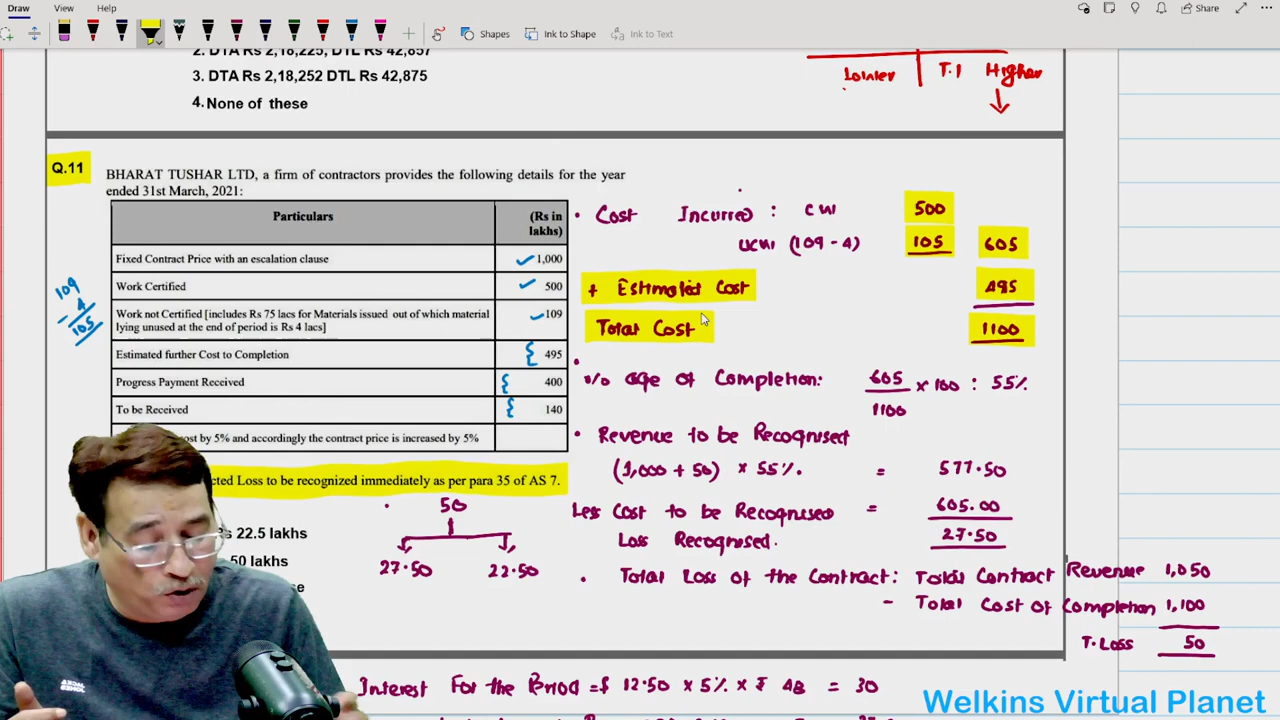 Draw Insert View Help Share
Shapes Ink to Shape Ink to Text
2. DTA Rs 2,18,225, DTL Rs 42,857
3. DTA Rs 2,18,252 DTL Rs 42,875
4. None of these
Lower T.I Higher
Q.11
BHARAT TUSHAR LTD, a firm of contractors provides the following details for the year
ended 31st March, 2021:
Particulars (Rs in
lakhs)
Fixed Contract Price with an escalation clause 1,000
Work Certified 500
Work not Certified [includes Rs 75 lacs for Materials issued out of which material 109
lying unused at the end of period is Rs 4 lacs]
Estimated further Cost to Completion 495
Progress Payment Received 400
To be Received 140
cost by 5% and accordingly the contract price is increased by 5%
109
- 4
105
cted Loss to be recognized immediately as per para 35 of AS 7.
Rs 22.5 lakhs
50 lakhs
se
50
27.50 22.50
Cost Incurred : CW 500
UCW (109 - 4) 105 605
+ Estimated Cost 495
Total Cost 1100
% age of Completion: 605 × 100 : 55%
1100
Revenue to be Recognised
(1,000 + 50) × 55% = 577.50
Less Cost to be Recognised = 605.00
Loss Recognised. 27.50
Total Loss of the Contract: Total Contract Revenue 1,050
- Total Cost of Completion 1,100
T.Loss 50
Interest For the Period = $ 12.50 × 5% × ₹ 48 = 30
Welkins Virtual Planet